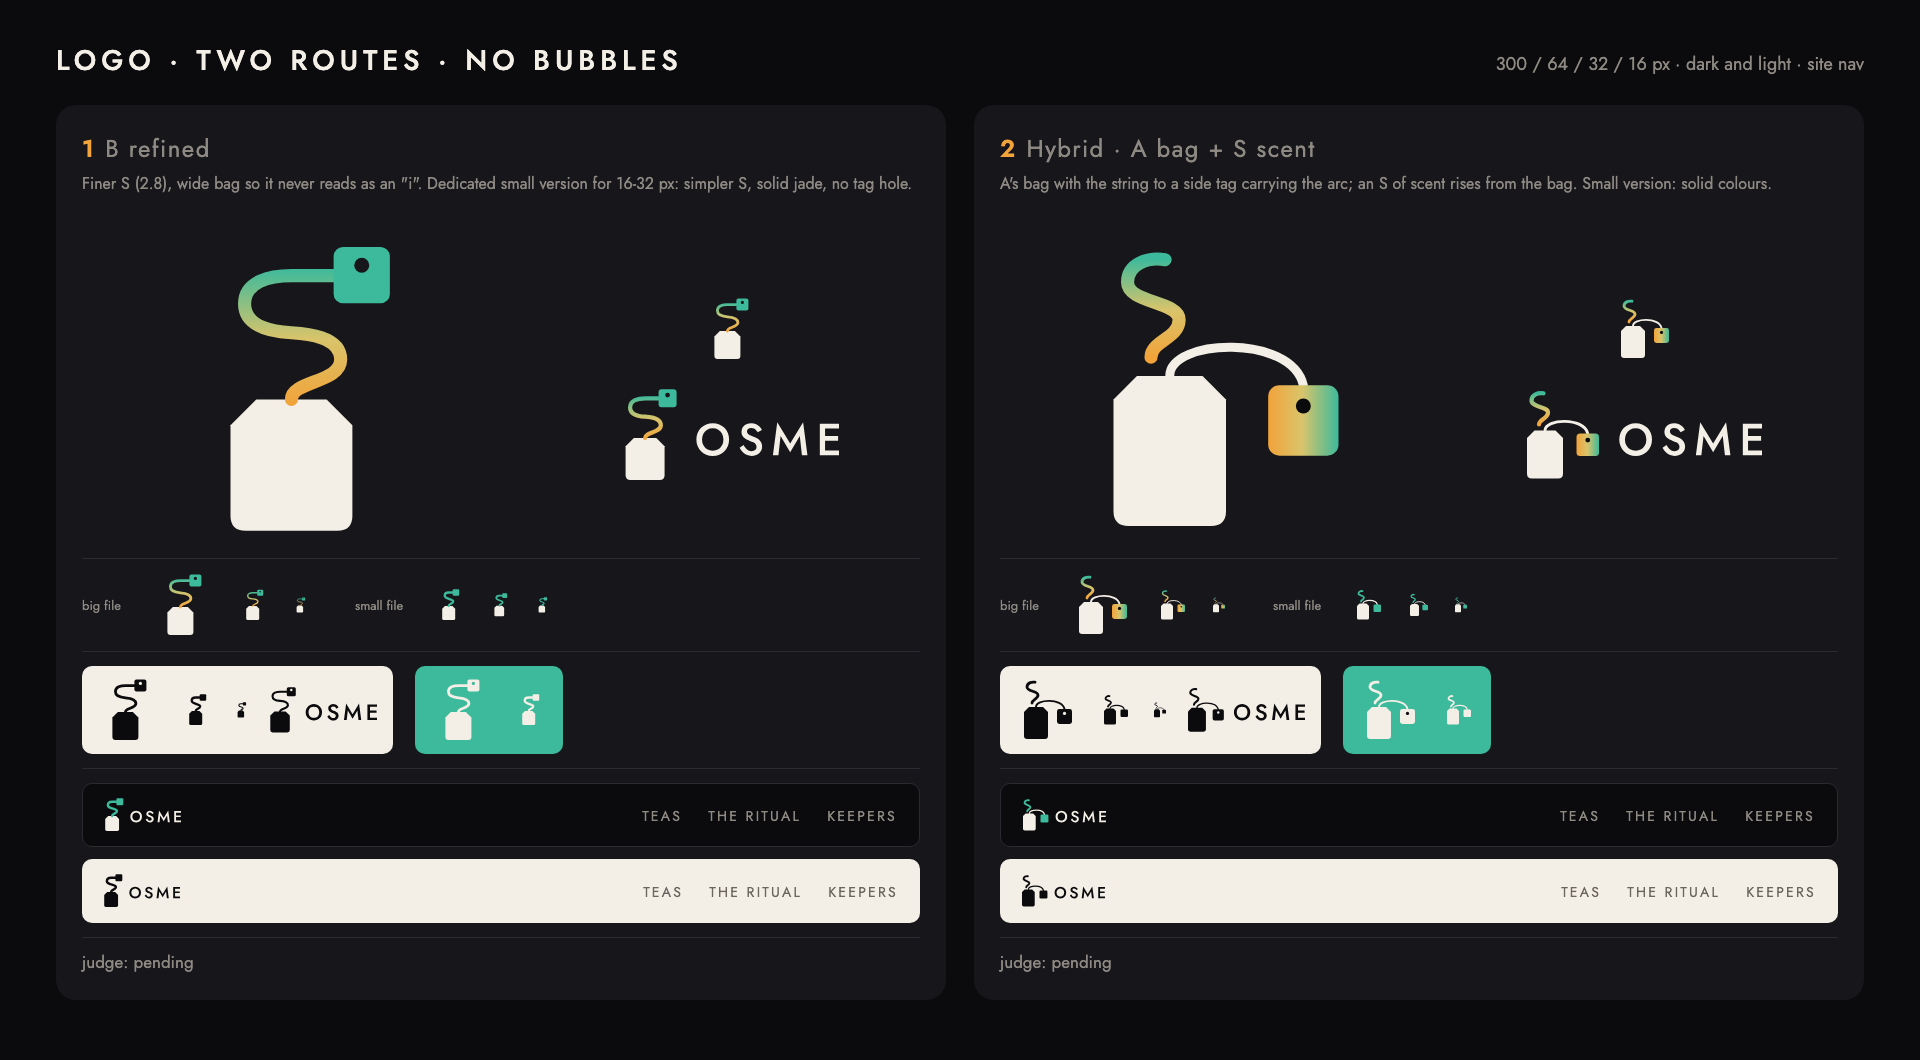 LOGO · TWO ROUTES · NO BUBBLES
300 / 64 / 32 / 16 px · dark and light · site nav
1 B refined
Finer S (2.8), wide bag so it never reads as an "i". Dedicated small version for 16-32 px: simpler S, solid jade, no tag hole.
OSME
big file
small file
OSME
OSME TEAS THE RITUAL KEEPERS
OSME TEAS THE RITUAL KEEPERS
judge: pending
2 Hybrid · A bag + S scent
A's bag with the string to a side tag carrying the arc; an S of scent rises from the bag. Small version: solid colours.
OSME
big file
small file
OSME
OSME TEAS THE RITUAL KEEPERS
OSME TEAS THE RITUAL KEEPERS
judge: pending